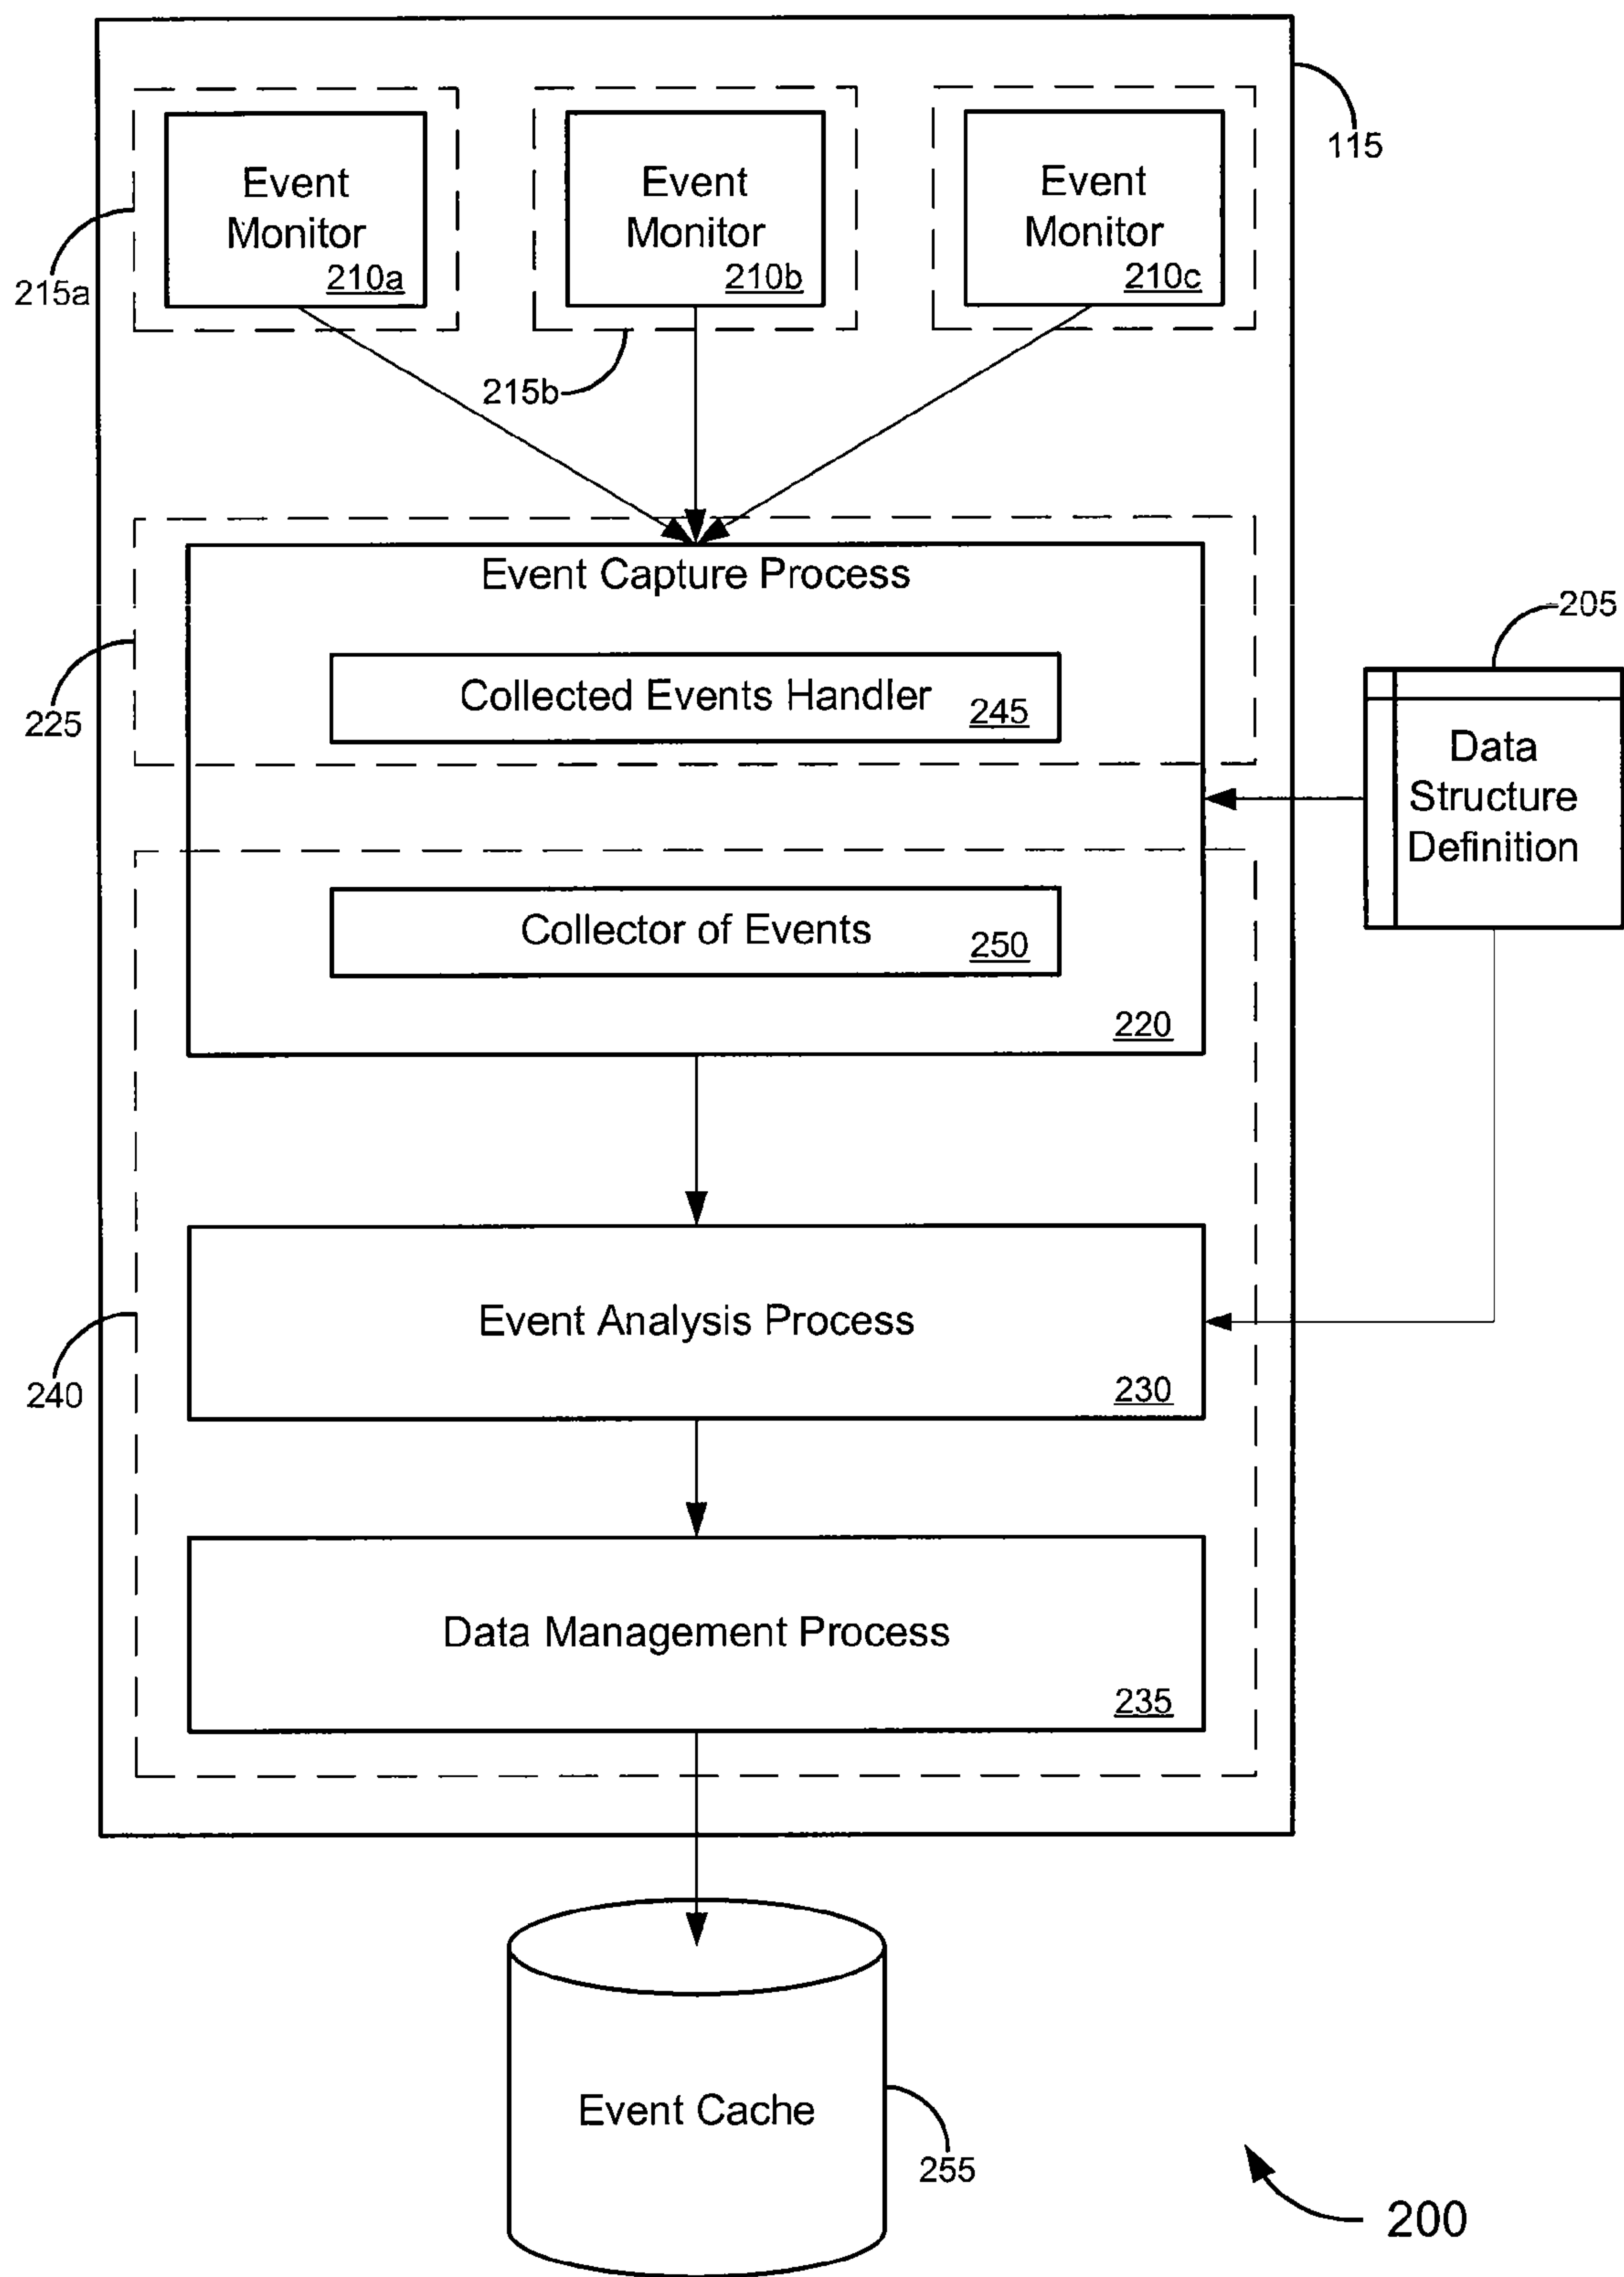 115
Event
Monitor
210a
Event
Monitor
210b
Event
Monitor
210c
215a
215b
Event Capture Process
Collected Events Handler 245
225
205
Data
Structure
Definition
Collector of Events 250
220
Event Analysis Process
230
240
Data Management Process
235
Event Cache
255
200